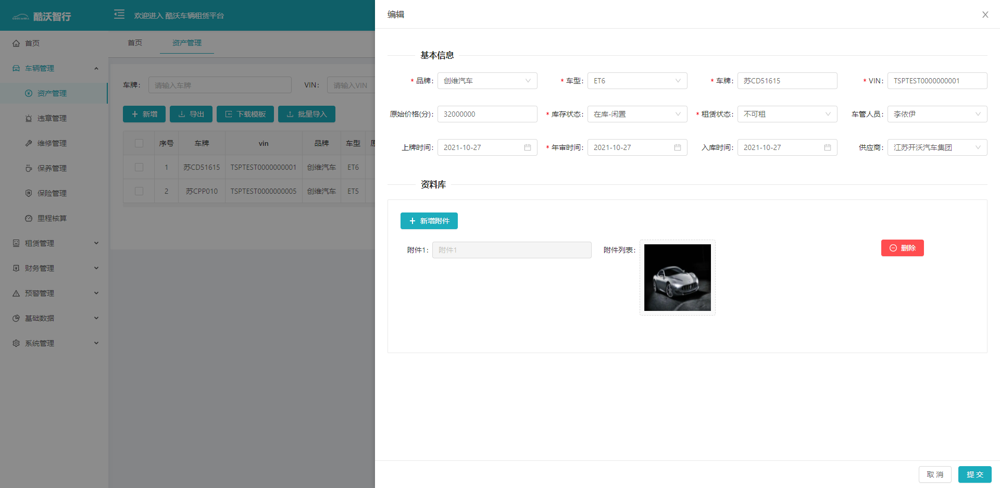 COOLWELL 酷沃智行
欢迎进入 酷沃车辆租赁平台
首页
车辆管理
资产管理
违章管理
维修管理
保养管理
保险管理
里程核算
租赁管理
财务管理
预警管理
基础数据
系统管理
首页 资产管理
车牌: 请输入车牌 VIN: 请输入VIN
新增 导出 下载模板 批量导入
序号 车牌 vin 品牌 车型
1 苏CD51615 TSPTEST0000000001 创维汽车 ET6
2 苏CPP010 TSPTEST0000000005 创维汽车 ET5
编辑
基本信息
* 品牌: 创维汽车 * 车型: ET6 * 车牌: 苏CD51615 * VIN: TSPTEST0000000001
原始价格(分): 32000000 * 库存状态: 在库-闲置 * 租赁状态: 不可租 车管人员: 李依伊
上牌时间: 2021-10-27 * 年审时间: 2021-10-27 入库时间: 2021-10-27 供应商: 江苏开沃汽车集团
资料库
新增附件
附件1: 附件1 附件列表: 删除
取 消 提 交